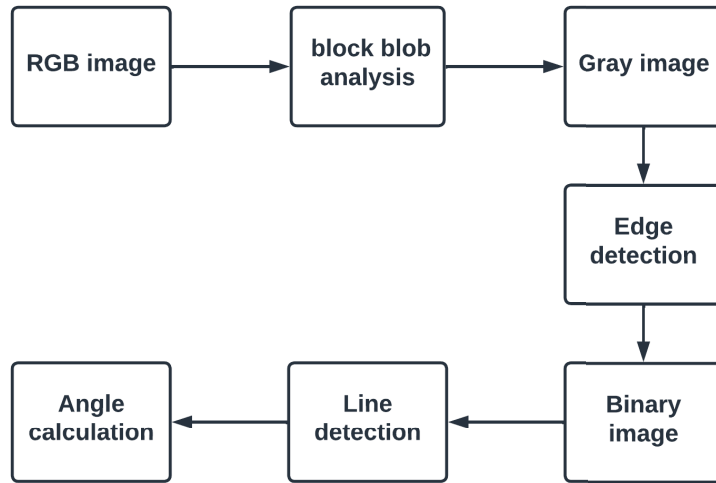 RGB image
block blob
analysis
Gray image
Edge
detection
Binary
image
Line
detection
Angle
calculation